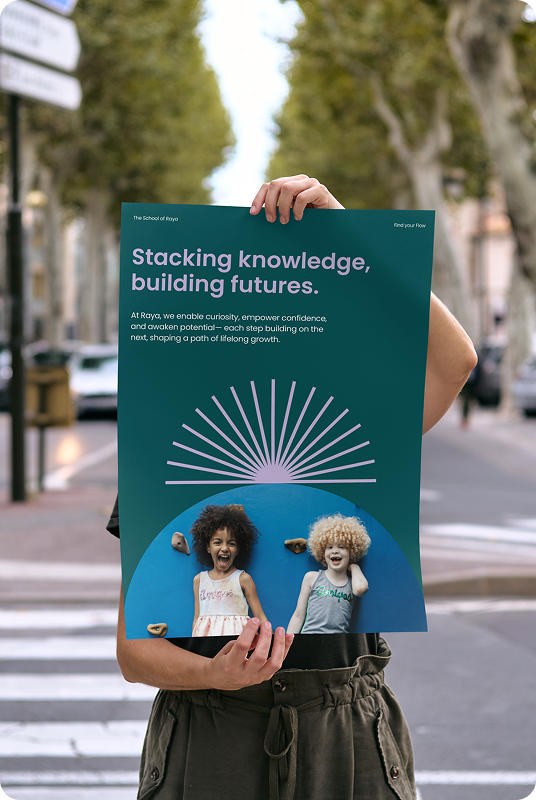 The School of Raya
Find your Flow
Stacking knowledge,
building futures.
At Raya, we enable curiosity, empower confidence,
and awaken potential— each step building on the
next, shaping a path of lifelong growth.